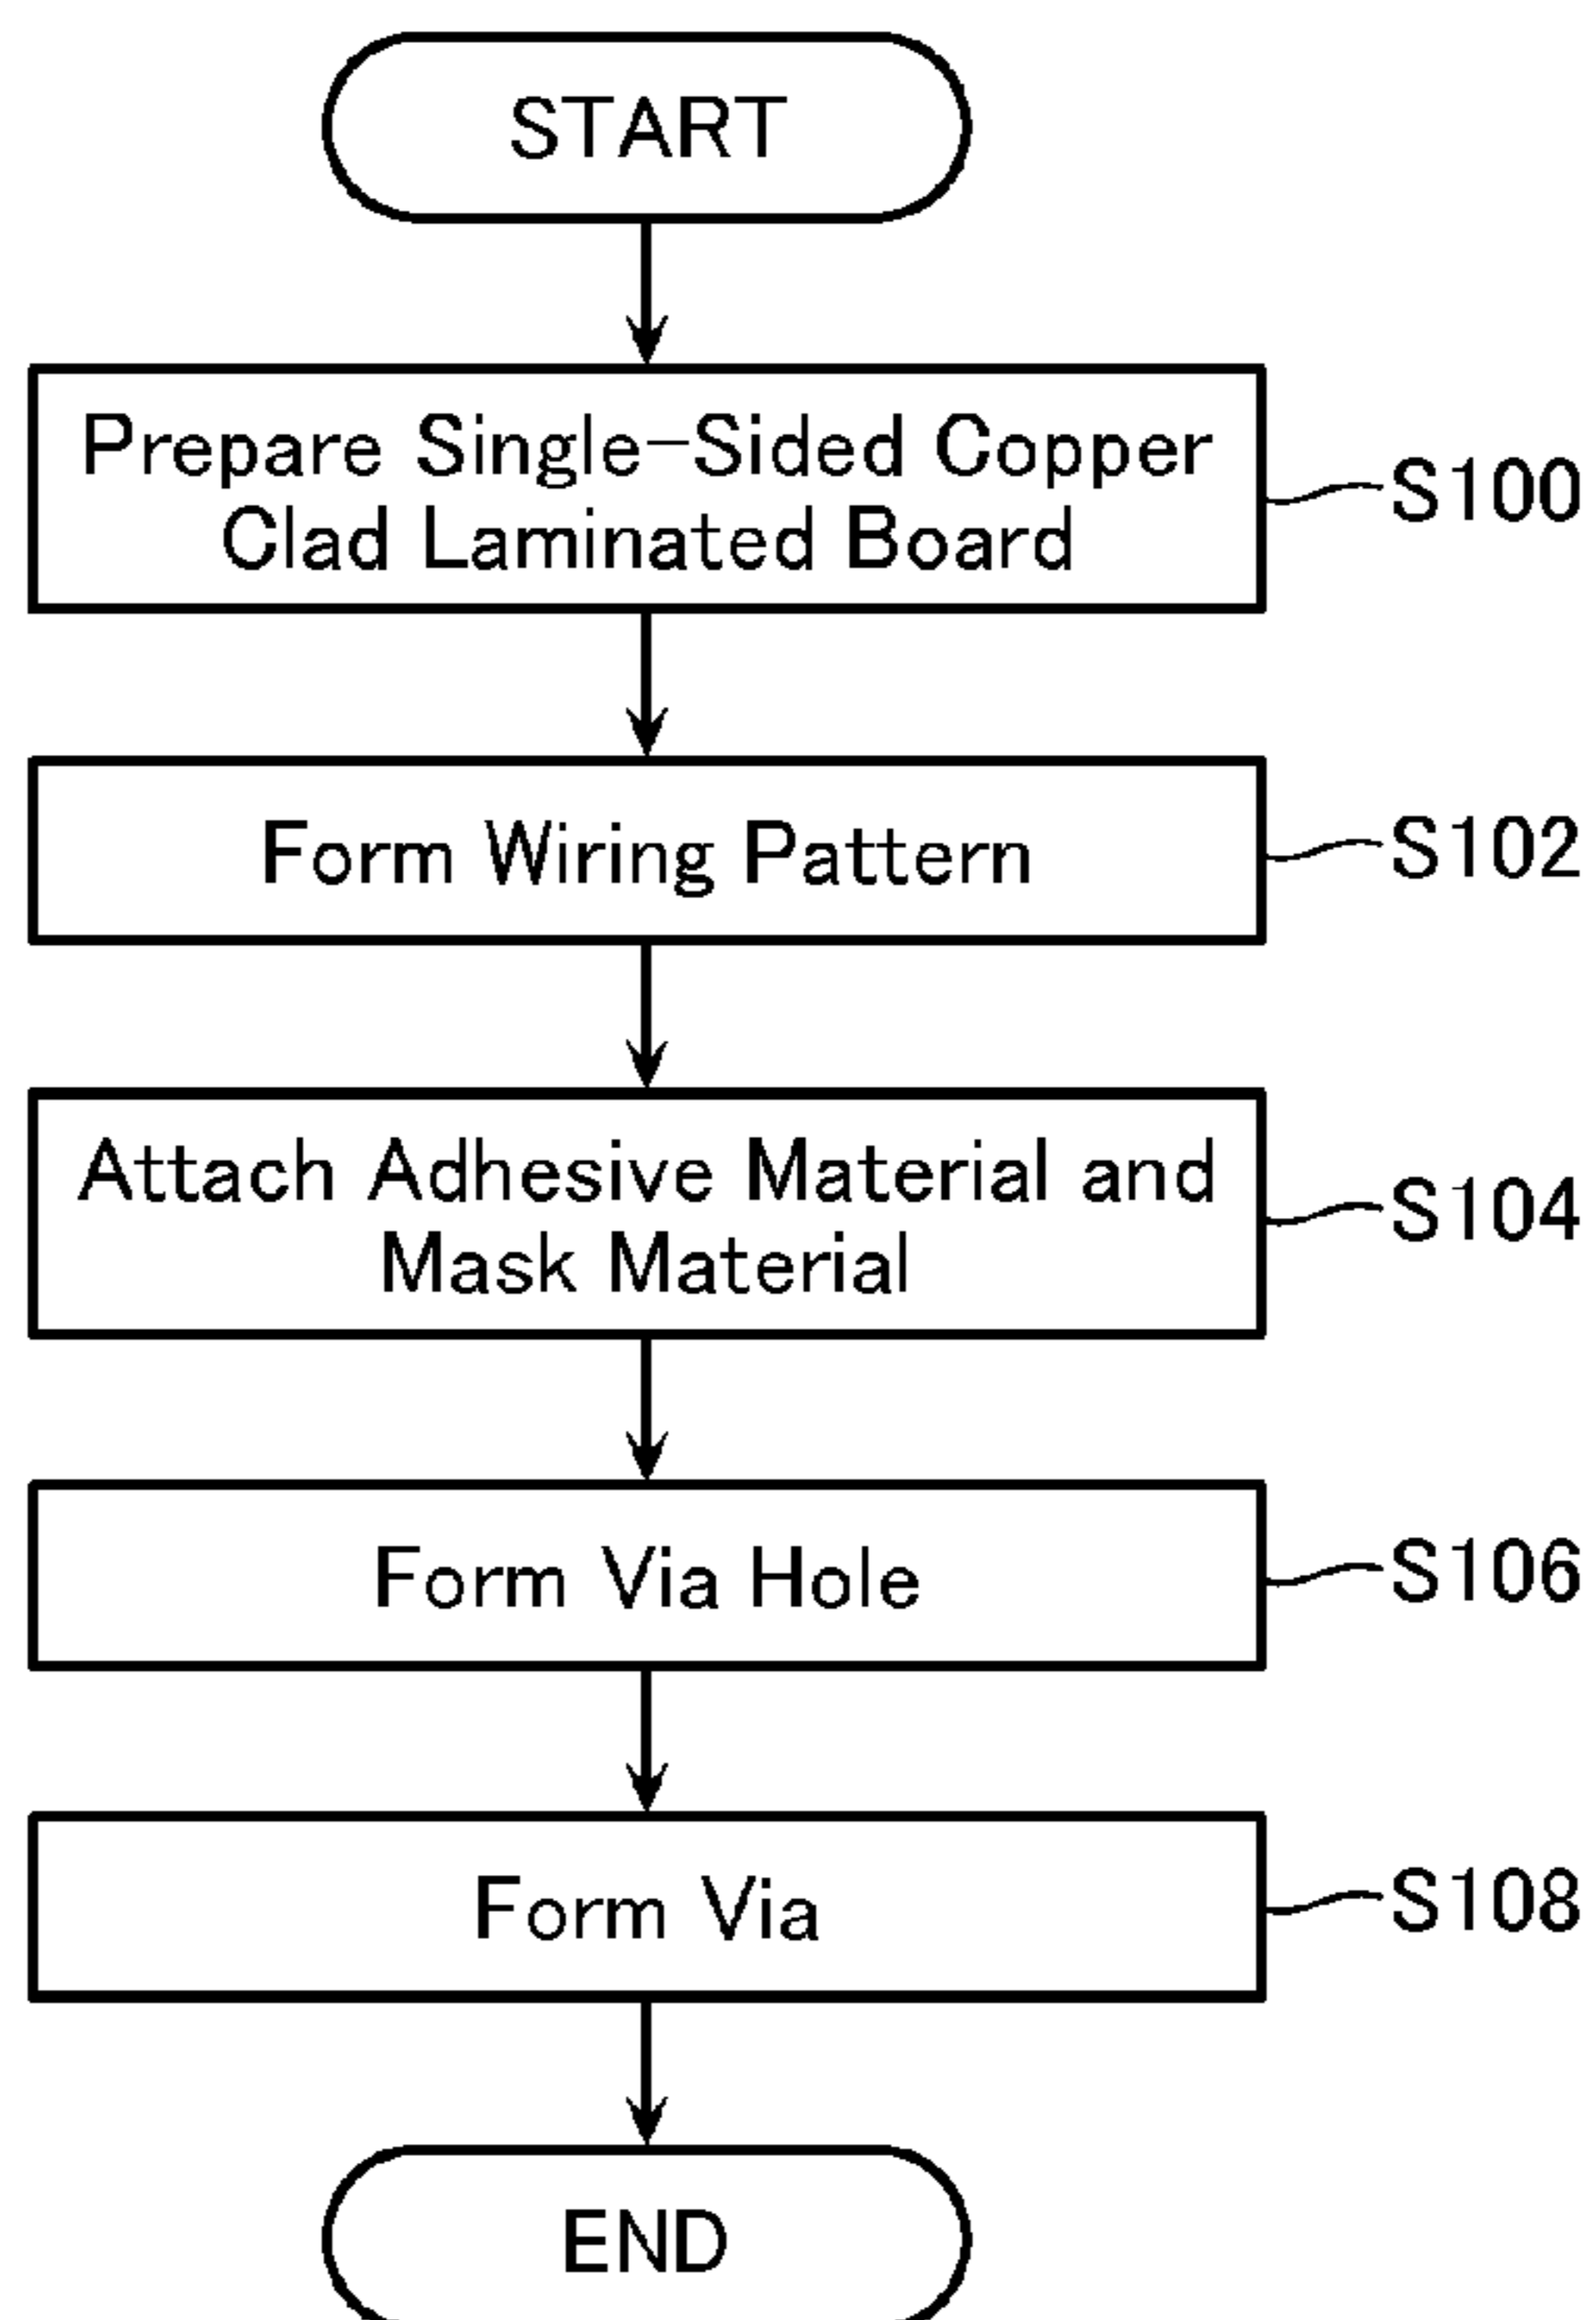 START
Prepare Single-Sided Copper
Clad Laminated Board
S100
Form Wiring Pattern
S102
Attach Adhesive Material and
Mask Material
S104
Form Via Hole
S106
Form Via
S108
END